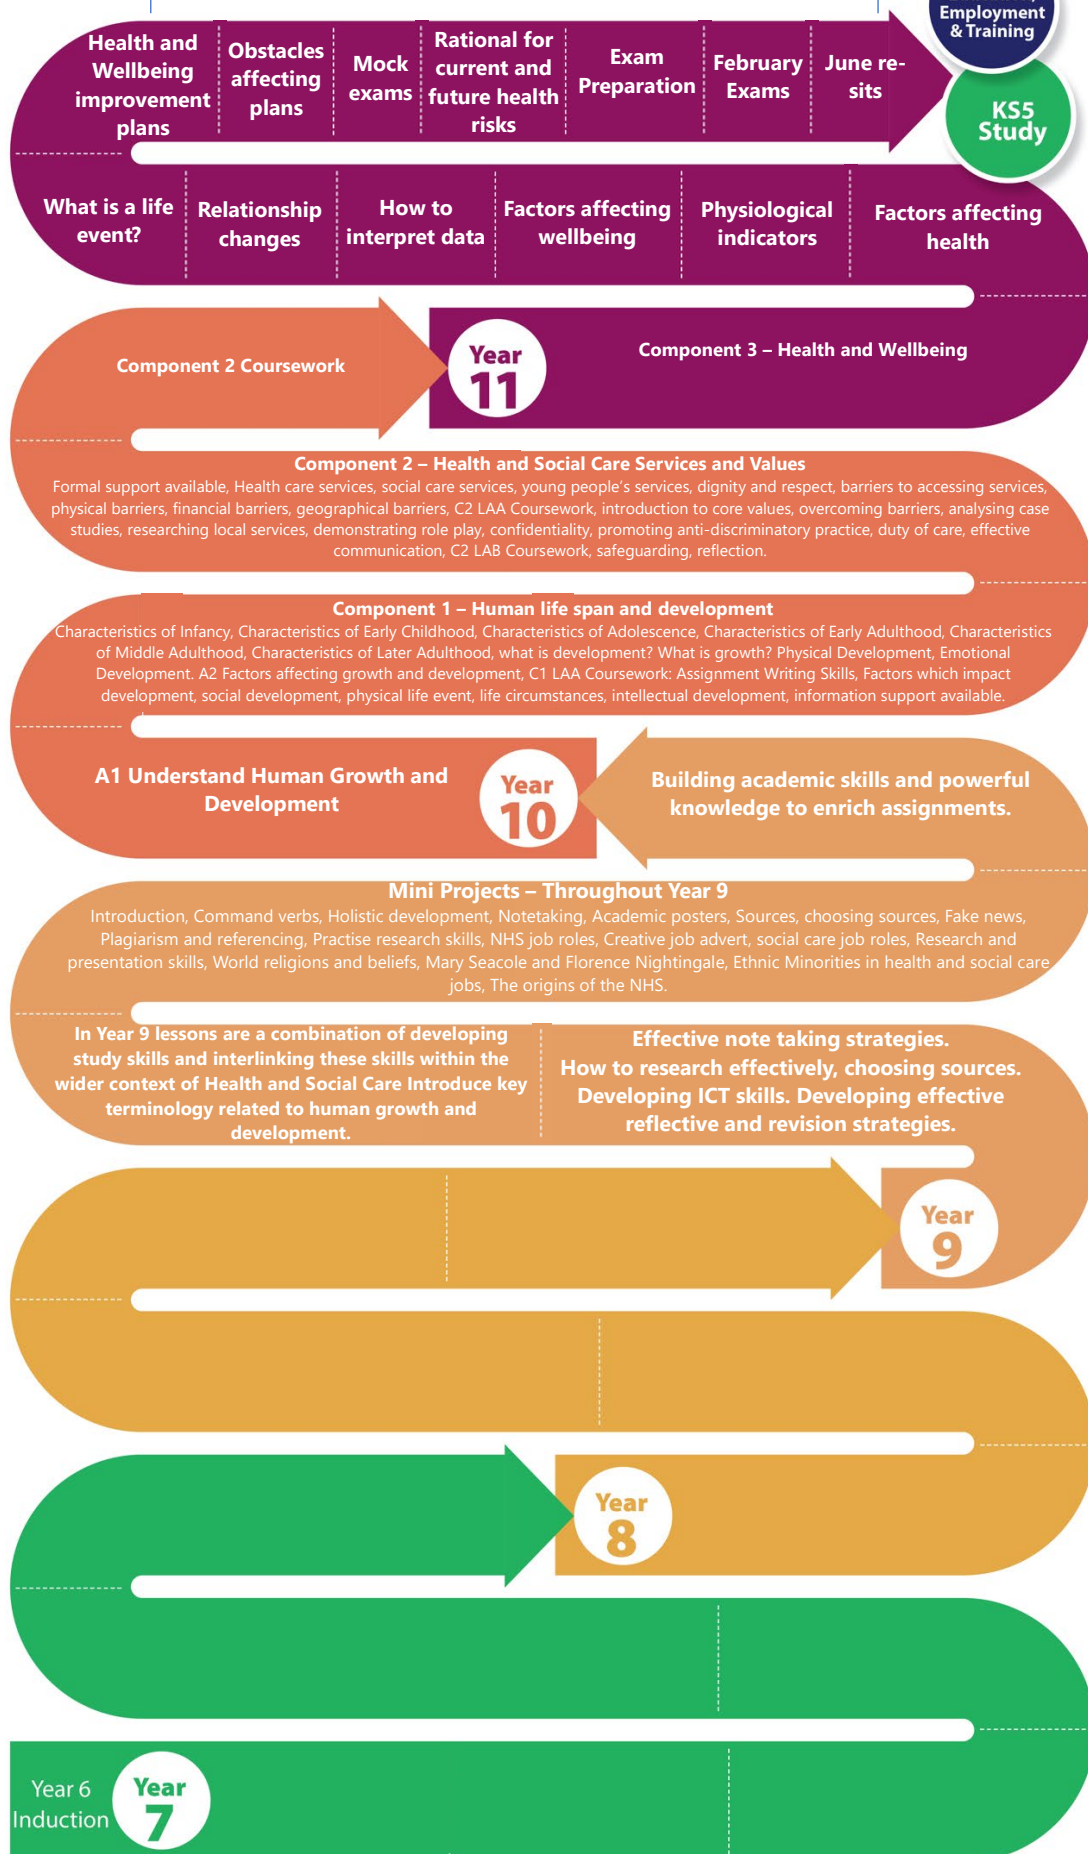 Employment
& Training
KS5
Study
Health and
Wellbeing
improvement
plans
Obstacles
affecting
plans
Mock
exams
Rational for
current and
future health
risks
Exam
Preparation
February
Exams
June re-
sits
What is a life
event?
Relationship
changes
How to
interpret data
Factors affecting
wellbeing
Physiological
indicators
Factors affecting
health
Component 2 Coursework
Year
11
Component 3 – Health and Wellbeing
Component 2 – Health and Social Care Services and Values
Formal support available, Health care services, social care services, young people's services, dignity and respect, barriers to accessing services,
physical barriers, financial barriers, geographical barriers, C2 LAA Coursework, introduction to core values, overcoming barriers, analysing case
studies, researching local services, demonstrating role play, confidentiality, promoting anti-discriminatory practice, duty of care, effective
communication, C2 LAB Coursework, safeguarding, reflection.
Component 1 – Human life span and development
Characteristics of Infancy, Characteristics of Early Childhood, Characteristics of Adolescence, Characteristics of Early Adulthood, Characteristics
of Middle Adulthood, Characteristics of Later Adulthood, what is development? What is growth? Physical Development, Emotional
Development. A2 Factors affecting growth and development, C1 LAA Coursework: Assignment Writing Skills, Factors which impact
development, social development, physical life event, life circumstances, intellectual development, information support available.
A1 Understand Human Growth and
Development
Year
10
Building academic skills and powerful
knowledge to enrich assignments.
Mini Projects – Throughout Year 9
Introduction, Command verbs, Holistic development, Notetaking, Academic posters, Sources, choosing sources, Fake news,
Plagiarism and referencing, Practise research skills, NHS job roles, Creative job advert, social care job roles, Research and
presentation skills, World religions and beliefs, Mary Seacole and Florence Nightingale, Ethnic Minorities in health and social care
jobs, The origins of the NHS.
In Year 9 lessons are a combination of developing
study skills and interlinking these skills within the
wider context of Health and Social Care Introduce key
terminology related to human growth and
development.
Effective note taking strategies.
How to research effectively, choosing sources.
Developing ICT skills. Developing effective
reflective and revision strategies.
Year
9
Year
8
Year 6
Induction
Year
7